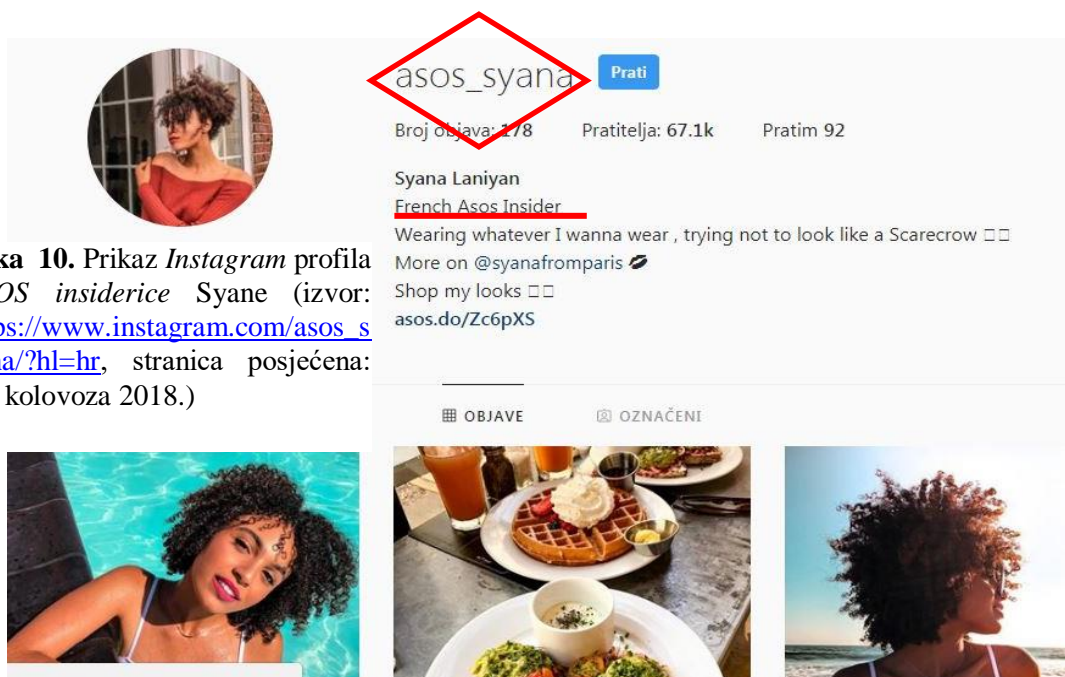 asos_syana Prati
Broj objava: 178 Pratitelja: 67.1k Pratim 92
Syana Laniyan
French Asos Insider
Wearing whatever I wanna wear , trying not to look like a Scarecrow □□
More on @syanafromparis 💋
Shop my looks □□
asos.do/Zc6pXS
ka 10. Prikaz Instagram profila
OS insiderice Syane (izvor:
ps://www.instagram.com/asos_s
na/?hl=hr, stranica posjećena:
kolovoza 2018.)
OBJAVE OZNAČENI